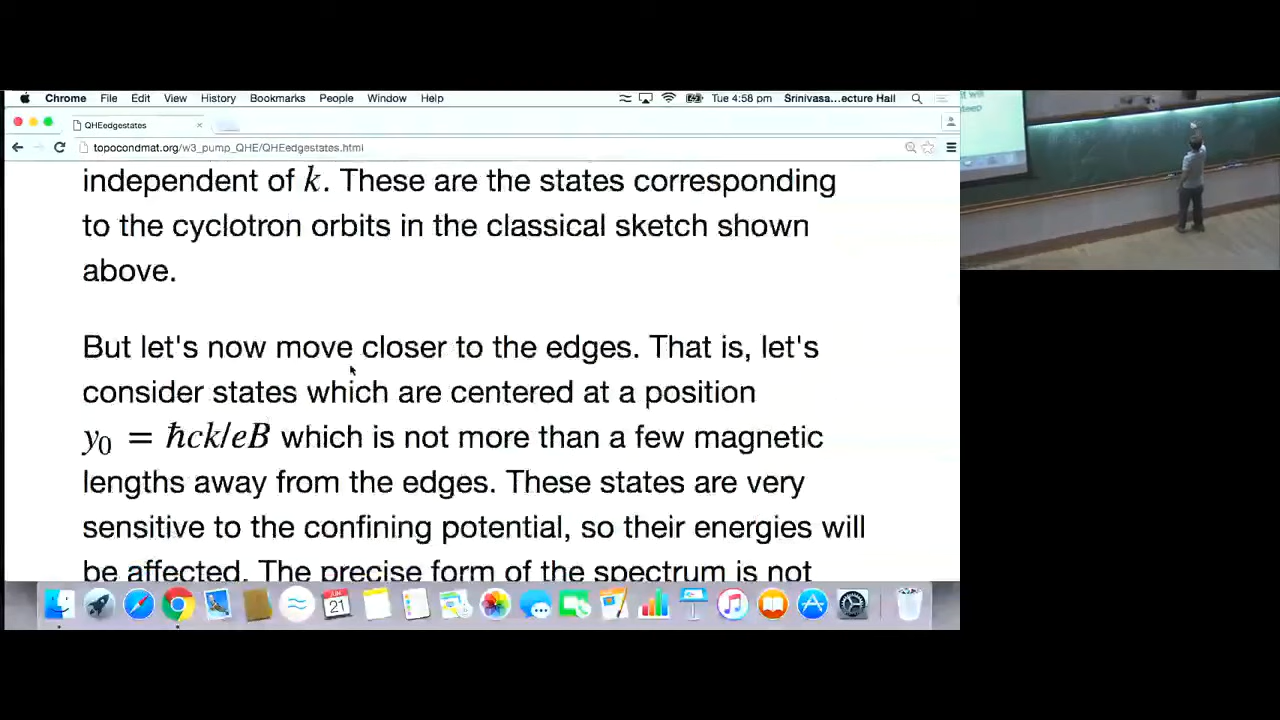 Chrome File Edit View History Bookmarks People Window Help Tue 4:58 pm Srinivasa...ecture Hall
QHEedgestates
topocondmat.org/w3_pump_QHE/QHEedgestates.html
independent of k. These are the states corresponding
to the cyclotron orbits in the classical sketch shown
above.
But let's now move closer to the edges. That is, let's
consider states which are centered at a position
y₀ = ħck/eB which is not more than a few magnetic
lengths away from the edges. These states are very
sensitive to the confining potential, so their energies will
be affected. The precise form of the spectrum is not
JUN
21